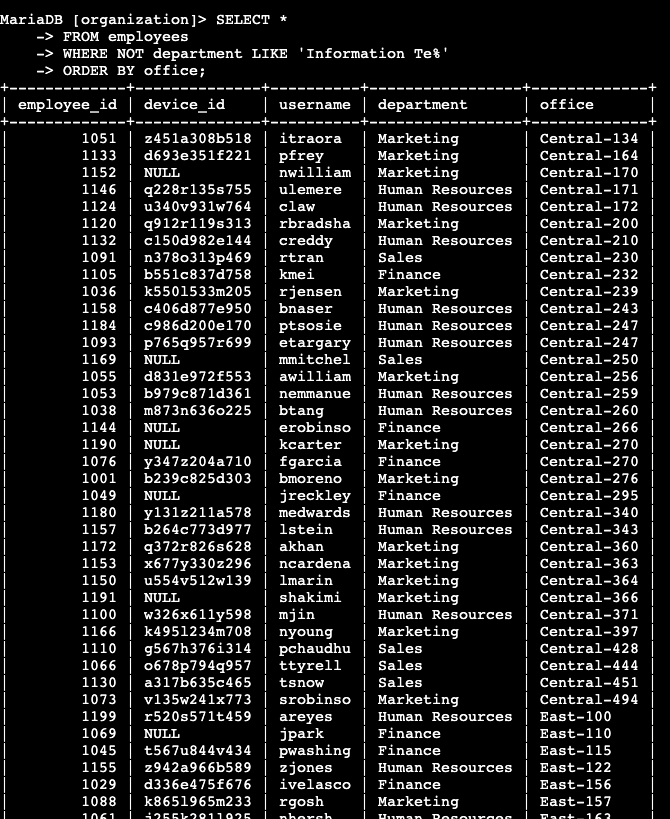 MariaDB [organization]> SELECT *
    -> FROM employees
    -> WHERE NOT department LIKE 'Information Te%'
    -> ORDER BY office;
+-------------+--------------+----------+-----------------+-------------+
| employee_id | device_id    | username | department      | office      |
+-------------+--------------+----------+-----------------+-------------+
|        1051 | z451a308b518 | itraora  | Marketing       | Central-134 |
|        1133 | d693e351f221 | pfrey    | Marketing       | Central-164 |
|        1152 | NULL         | nwilliam | Marketing       | Central-170 |
|        1146 | q228r135s755 | ulemere  | Human Resources | Central-171 |
|        1124 | u340v931w764 | claw     | Human Resources | Central-172 |
|        1120 | q912r119s313 | rbradsha | Marketing       | Central-200 |
|        1132 | c150d982e144 | creddy   | Human Resources | Central-210 |
|        1091 | n378o313p469 | rtran    | Sales           | Central-230 |
|        1105 | b551c837d758 | kmei     | Finance         | Central-232 |
|        1036 | k550l533m205 | rjensen  | Marketing       | Central-239 |
|        1158 | c406d877e950 | bnaser   | Human Resources | Central-243 |
|        1184 | c986d200e170 | ptsosie  | Human Resources | Central-247 |
|        1093 | p765q957r699 | etargary | Human Resources | Central-247 |
|        1169 | NULL         | mmitchel | Sales           | Central-250 |
|        1055 | d831e972f553 | awilliam | Marketing       | Central-256 |
|        1053 | b979c871d361 | nemmanue | Human Resources | Central-259 |
|        1038 | m873n636o225 | btang    | Human Resources | Central-260 |
|        1144 | NULL         | erobinso | Finance         | Central-266 |
|        1190 | NULL         | kcarter  | Marketing       | Central-270 |
|        1076 | y347z204a710 | fgarcia  | Finance         | Central-270 |
|        1001 | b239c825d303 | bmoreno  | Marketing       | Central-276 |
|        1049 | NULL         | jreckley | Finance         | Central-295 |
|        1180 | y131z211a578 | medwards | Human Resources | Central-340 |
|        1157 | b264c773d977 | lstein   | Human Resources | Central-343 |
|        1172 | q372r826s628 | akhan    | Marketing       | Central-360 |
|        1153 | x677y330z296 | ncardena | Marketing       | Central-363 |
|        1150 | u554v512w139 | lmarin   | Marketing       | Central-364 |
|        1191 | NULL         | shakimi  | Marketing       | Central-366 |
|        1100 | w326x611y598 | mjin     | Human Resources | Central-371 |
|        1166 | k495l234m708 | nyoung   | Marketing       | Central-397 |
|        1110 | g567h376i314 | pchaudhu | Sales           | Central-428 |
|        1066 | o678p794q957 | ttyrell  | Sales           | Central-444 |
|        1130 | a317b635c465 | tsnow    | Sales           | Central-451 |
|        1073 | v135w241x773 | srobinso | Marketing       | Central-494 |
|        1199 | r520s571t459 | areyes   | Human Resources | East-100    |
|        1069 | NULL         | jpark    | Finance         | East-110    |
|        1045 | t567u844v434 | pwashing | Finance         | East-115    |
|        1155 | z942a966b589 | zjones   | Human Resources | East-122    |
|        1029 | d336e475f676 | ivelasco | Finance         | East-156    |
|        1088 | k865l965m233 | rgosh    | Marketing       | East-157    |
|        1061 | Human Resources | East-163    |